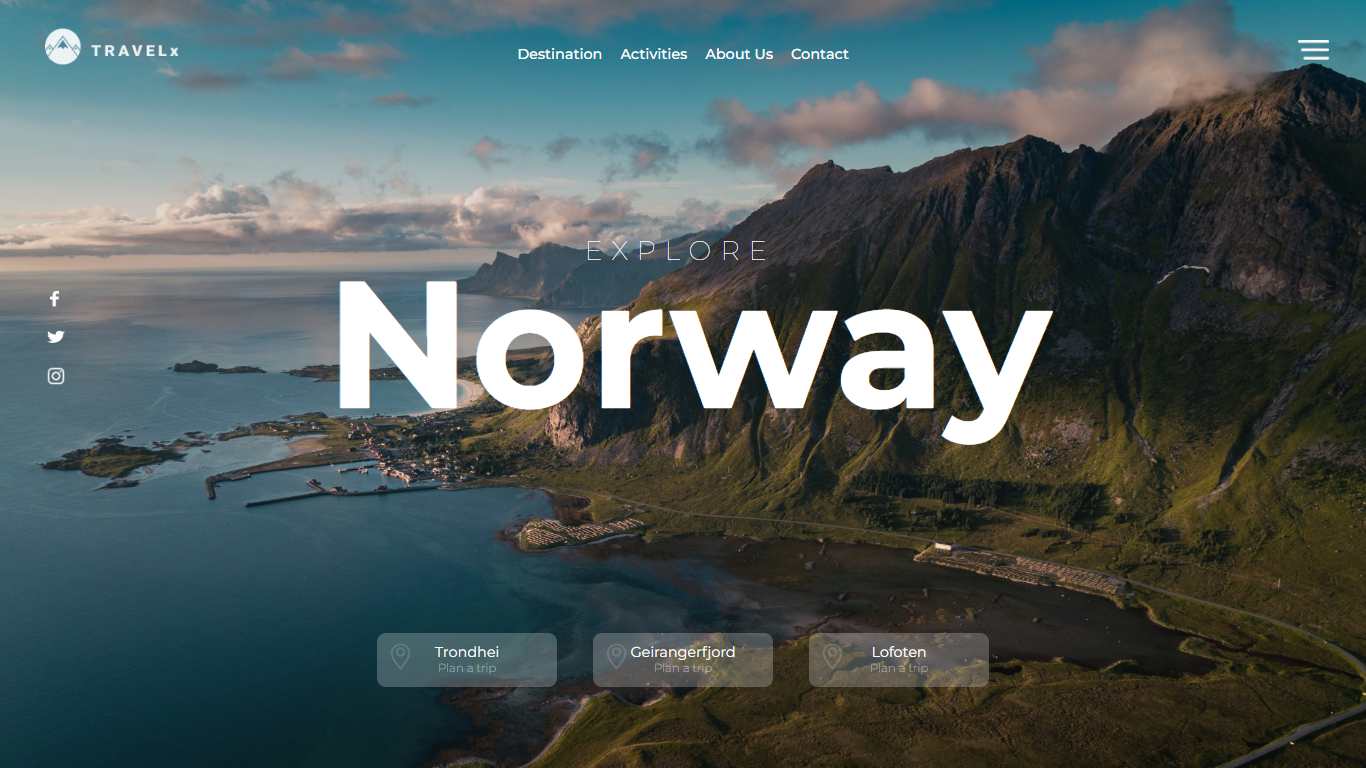 TRAVELx
Destination Activities About Us Contact
EXPLORE
Norway
Trondhei
Plan a trip
Geirangerfjord
Plan a trip
Lofoten
Plan a trip